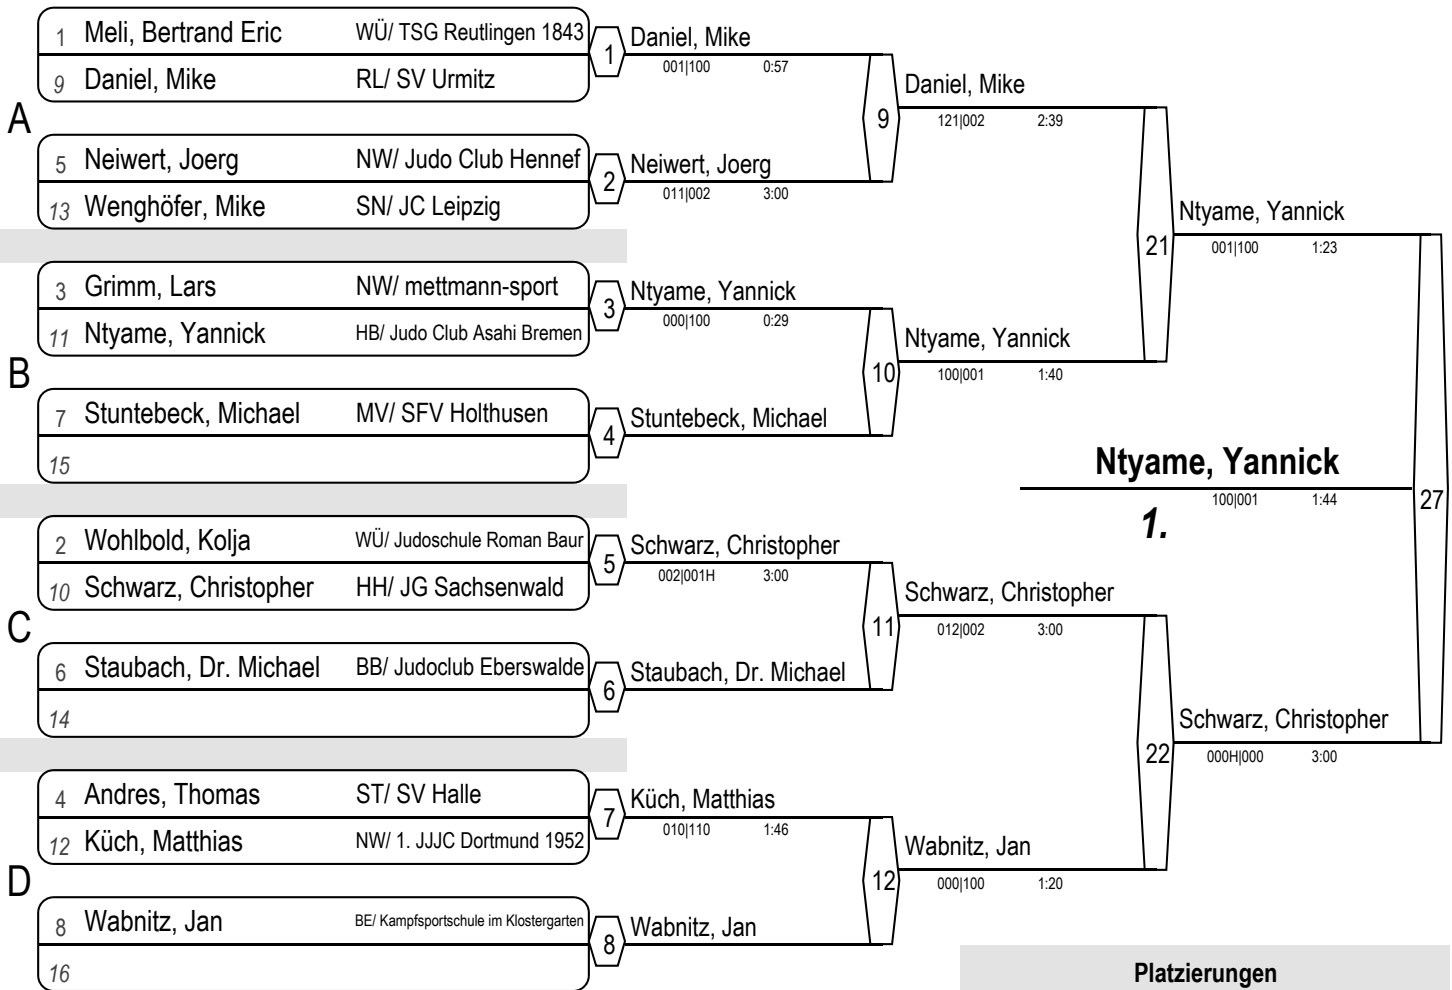 1 Meli, Bertrand Eric WÜ/ TSG Reutlingen 1843
9 Daniel, Mike RL/ SV Urmitz
1 Daniel, Mike
001|100 0:57
A
5 Neiwert, Joerg NW/ Judo Club Hennef
13 Wenghöfer, Mike SN/ JC Leipzig
2 Neiwert, Joerg
011|002 3:00
9 Daniel, Mike
121|002 2:39
3 Grimm, Lars NW/ mettmann-sport
11 Ntyame, Yannick HB/ Judo Club Asahi Bremen
3 Ntyame, Yannick
000|100 0:29
B
7 Stuntebeck, Michael MV/ SFV Holthusen
15
4 Stuntebeck, Michael
10 Ntyame, Yannick
100|001 1:40
21 Ntyame, Yannick
001|100 1:23
2 Wohlbold, Kolja WÜ/ Judoschule Roman Baur
10 Schwarz, Christopher HH/ JG Sachsenwald
5 Schwarz, Christopher
002|001H 3:00
C
6 Staubach, Dr. Michael BB/ Judoclub Eberswalde
14
6 Staubach, Dr. Michael
11 Schwarz, Christopher
012|002 3:00
4 Andres, Thomas ST/ SV Halle
12 Küch, Matthias NW/ 1. JJJC Dortmund 1952
7 Küch, Matthias
010|110 1:46
D
8 Wabnitz, Jan BE/ Kampfsportschule im Klostergarten
16
8 Wabnitz, Jan
12 Wabnitz, Jan
000|100 1:20
22 Schwarz, Christopher
000H|000 3:00
27 Ntyame, Yannick
100|001 1:44
1.
Platzierungen